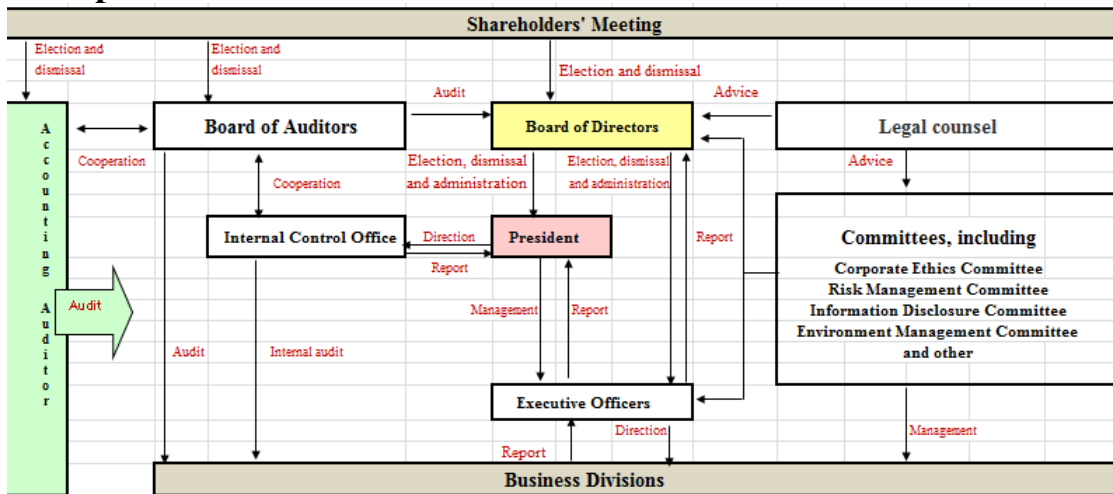 Shareholders' Meeting
Election and
dismissal
Election and
dismissal
Election and dismissal
Audit
Advice
Accounting Auditor
Board of Auditors
Board of Directors
Legal counsel
Cooperation
Cooperation
Election, dismissal
and administration
Election, dismissal
and administration
Advice
Internal Control Office
Direction
Report
President
Report
Committees, including
Corporate Ethics Committee
Risk Management Committee
Information Disclosure Committee
Environment Management Committee
and other
Audit
Management
Report
Audit
Internal audit
Executive Officers
Direction
Report
Management
Business Divisions